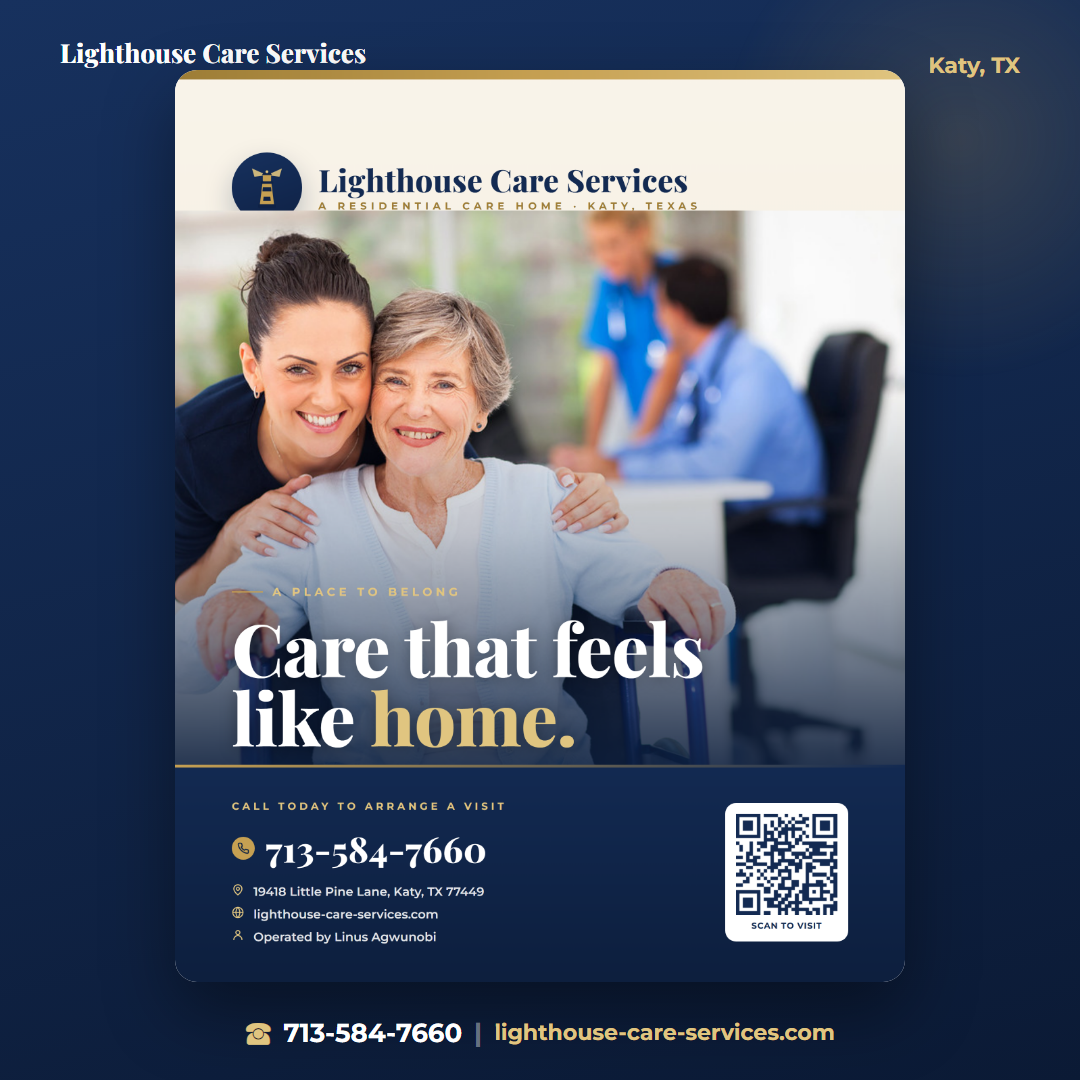 Lighthouse Care Services
Katy, TX
Lighthouse Care Services
A RESIDENTIAL CARE HOME · KATY, TEXAS
A PLACE TO BELONG
Care that feels
like home.
CALL TODAY TO ARRANGE A VISIT
713-584-7660
19418 Little Pine Lane, Katy, TX 77449
lighthouse-care-services.com
Operated by Linus Agwunobi
SCAN TO VISIT
713-584-7660 | lighthouse-care-services.com